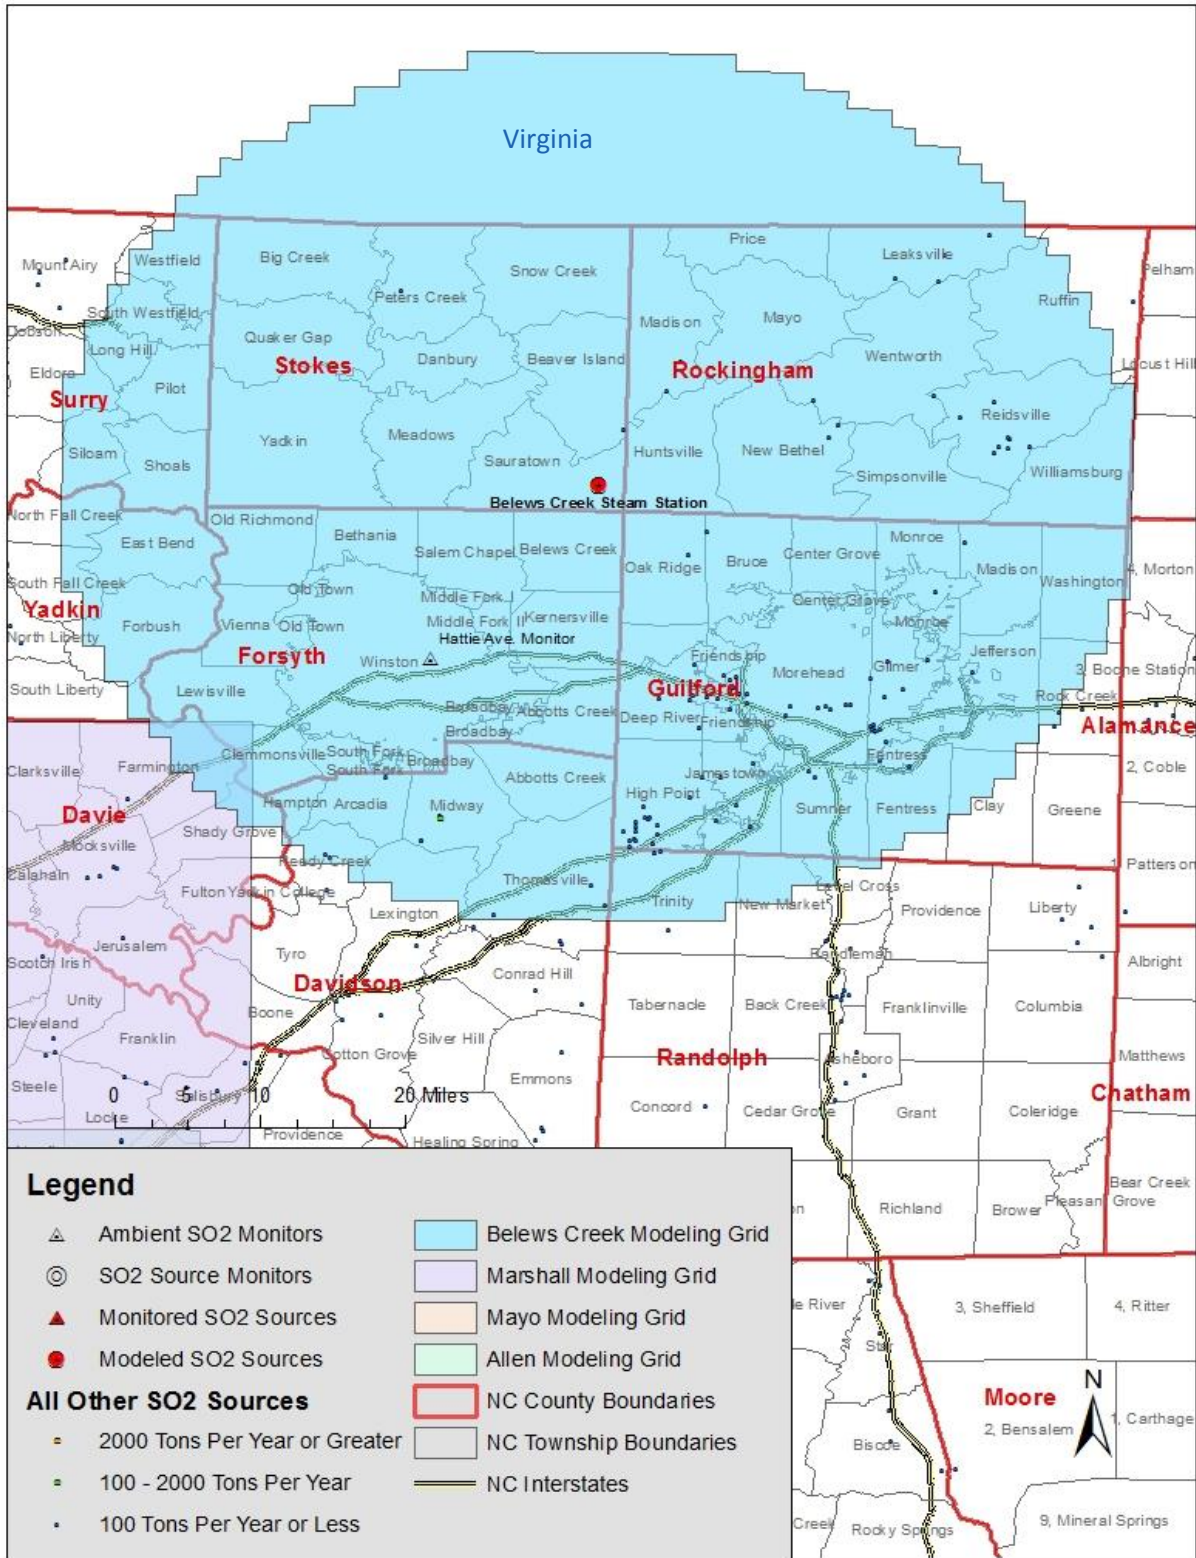 Virginia
Mount Airy
Westfield
Big Creek
Snow Creek
Price
Leaksville
Pelham
Peters Creek
Ruffin
South Westfield
Madison
Mayo
Dobson
Quaker Gap
Danbury
Beaver Island
Wentworth
Long Hill
Locust Hill
Stokes
Rockingham
Eldora
Pilot
Surry
Reidsville
Yadkin
Meadows
Siloam
Shoals
Sauratown
Huntsville
New Bethel
Simpsonville
Williamsburg
Belews Creek Steam Station
North Fall Creek
Old Richmond
East Bend
Bethania
Salem Chapel
Belews Creek
Oak Ridge
Bruce
Center Grove
Monroe
Madison
Washington
4, Morton
South Fall Creek
Old Town
Middle Fork I
Center Grove
Yadkin
Forbush
Vienna
Old Town
Middle Fork II
Kernersville
Monroe
North Liberty
Hattie Ave. Monitor
Forsyth
Winston
Friendship
Morehead
Gilmer
Jefferson
3, Boone Station
South Liberty
Lewisville
Guilford
Rock Creek
Broadbay
Abbotts Creek
Deep River
Friendship
Alamance
Broadbay
Clarksville
Farmington
Clemmonsville
South Fork
South Fork
Broadbay
Abbotts Creek
Jamestown
Fentress
2, Coble
Davie
Hampton
Arcadia
Midway
High Point
Sumner
Fentress
Clay
Greene
Mocksville
Shady Grove
Reedy Creek
Calahaln
Fulton
Yadkin College
Thomasville
1, Patterson
Lexington
Trinity
New Market
Level Cross
Providence
Liberty
Jerusalem
Tyro
Randleman
Scotch Irish
Davidson
Conrad Hill
Albright
Unity
Boone
Tabernacle
Back Creek
Franklinville
Columbia
Cleveland
Franklin
Silver Hill
Cotton Grove
Randolph
Asheboro
Matthews
Steele
Salisbury
Emmons
0 5 10 20 Miles
Chatham
Locke
Concord
Cedar Grove
Grant
Coleridge
Providence
Healing Spring
Bear Creek
Richland
Brower
Pleasant Grove
Legend
Ambient SO2 Monitors
SO2 Source Monitors
Monitored SO2 Sources
Modeled SO2 Sources
All Other SO2 Sources
2000 Tons Per Year or Greater
100 - 2000 Tons Per Year
100 Tons Per Year or Less
Belews Creek Modeling Grid
Marshall Modeling Grid
Mayo Modeling Grid
Allen Modeling Grid
NC County Boundaries
NC Township Boundaries
NC Interstates
3, Sheffield
4, Ritter
Star
Moore
N
2, Bensalem
1, Carthage
Biscoe
Creek
Rocky Springs
9, Mineral Springs